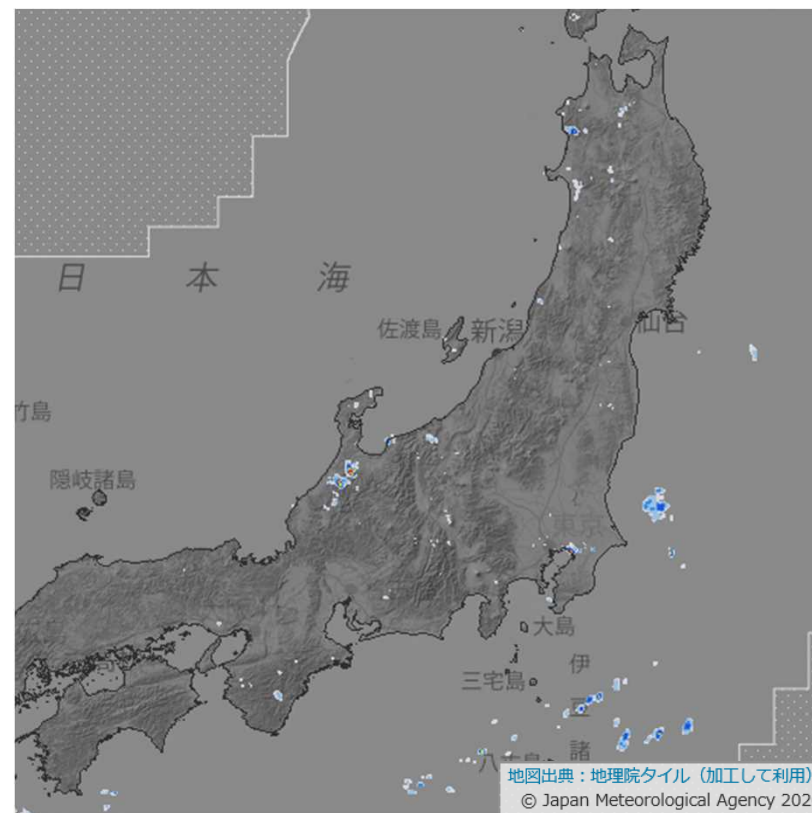 日本海
佐渡島
新潟
仙台
竹島
隠岐諸島
東京
大島
三宅島
伊豆諸
地図出典：地理院タイル（加工して利用）
© Japan Meteorological Agency 202